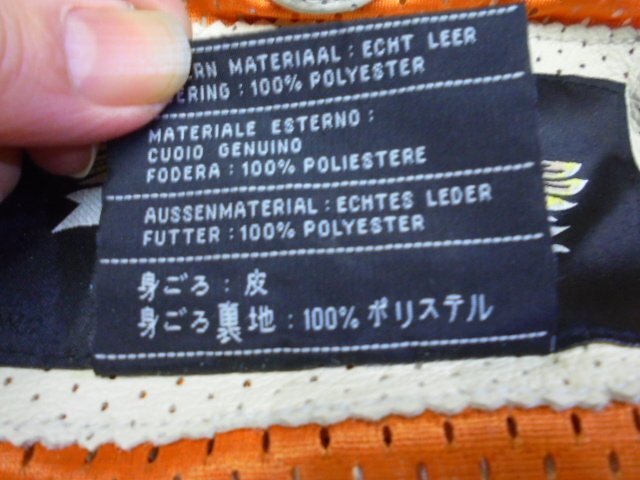 MATERIAAL : ECHT LEER
: 100% POLYESTER
MATERIALE ESTERNO :
CUOIO GENUINO
FODERA : 100% POLIESTERE
AUSSENMATERIAL : ECHTES LEDER
FUTTER : 100% POLYESTER
身ごろ : 皮
身ごろ裏地 : 100% ポリステル